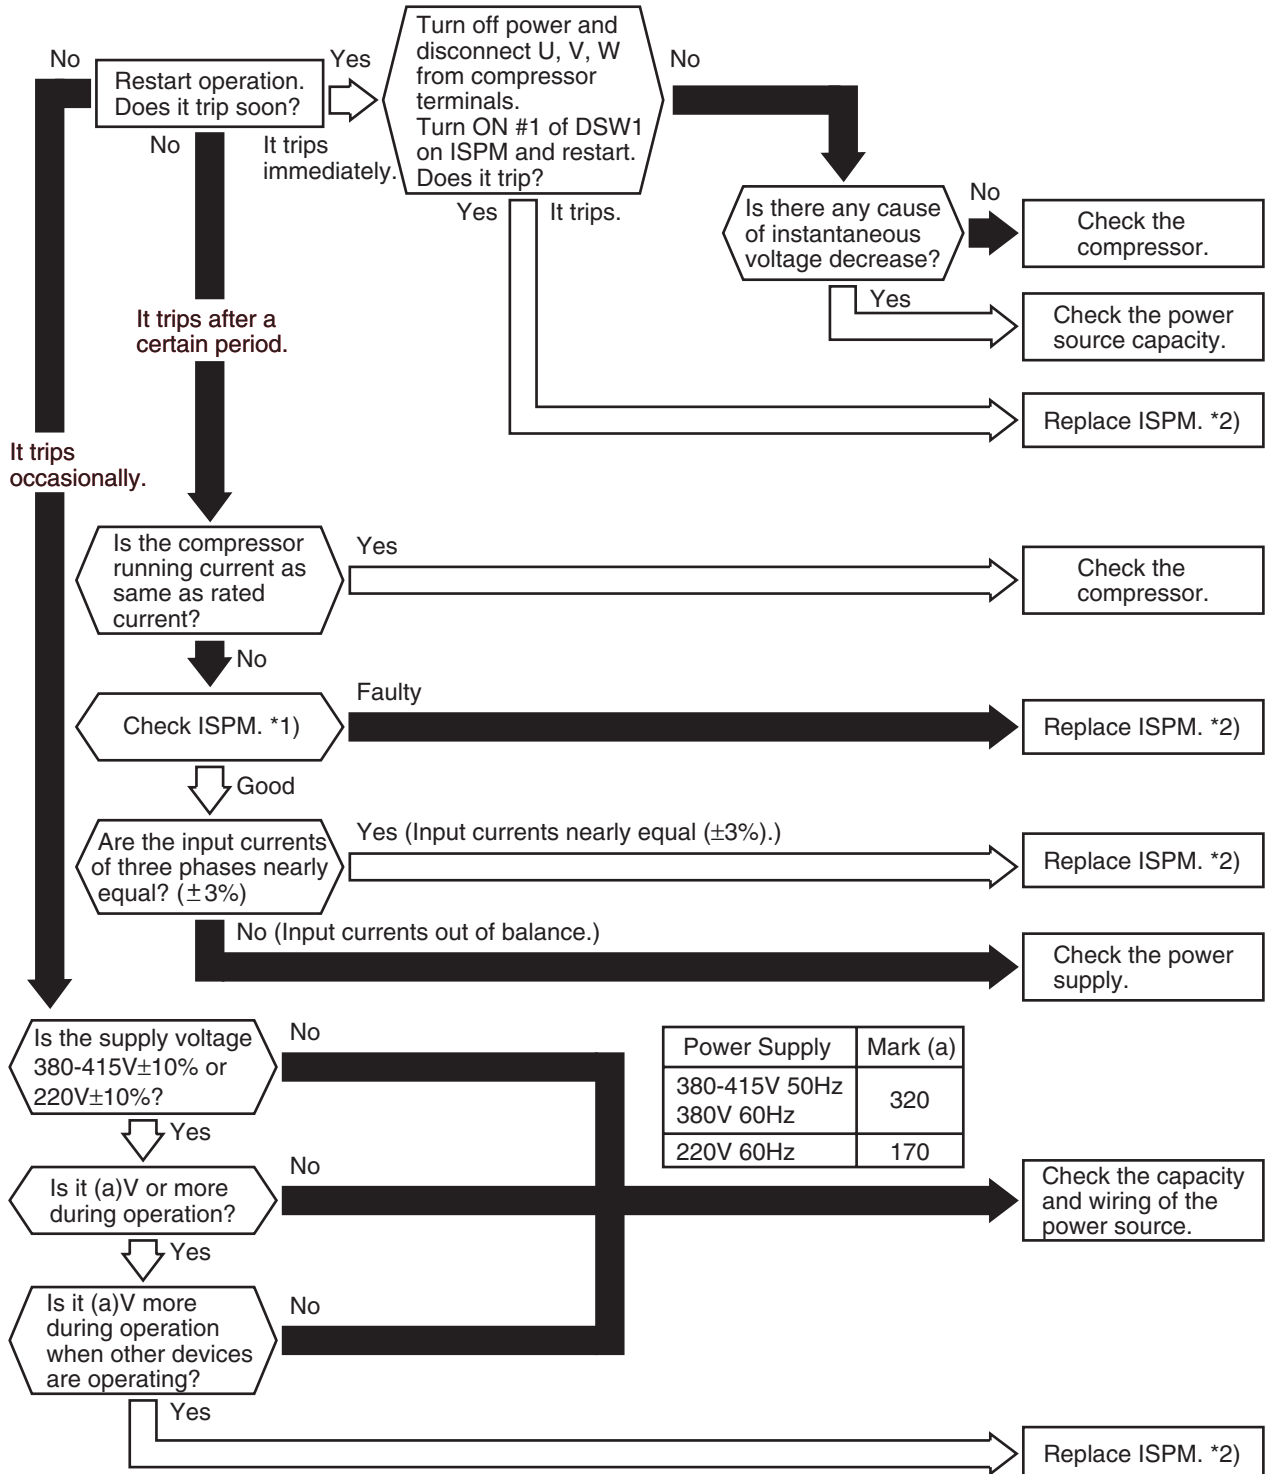 No
Restart operation.
Does it trip soon?
Yes
No
It trips
immediately.
Turn off power and
disconnect U, V, W
from compressor
terminals.
Turn ON #1 of DSW1
on ISPM and restart.
Does it trip?
No
Yes
It trips.
Is there any cause
of instantaneous
voltage decrease?
No
Check the
compressor.
Yes
Check the power
source capacity.
Replace ISPM. *2)
It trips after a
certain period.
It trips
occasionally.
Is the compressor
running current as
same as rated
current?
Yes
Check the
compressor.
No
Check ISPM. *1)
Faulty
Replace ISPM. *2)
Good
Are the input currents
of three phases nearly
equal? (±3%)
Yes (Input currents nearly equal (±3%).)
Replace ISPM. *2)
No (Input currents out of balance.)
Check the power
supply.
Is the supply voltage
380-415V±10% or
220V±10%?
No
Yes
Power Supply Mark (a)
380-415V 50Hz
380V 60Hz
320
220V 60Hz 170
Is it (a)V or more
during operation?
No
Check the capacity
and wiring of the
power source.
Yes
Is it (a)V more
during operation
when other devices
are operating?
No
Yes
Replace ISPM. *2)